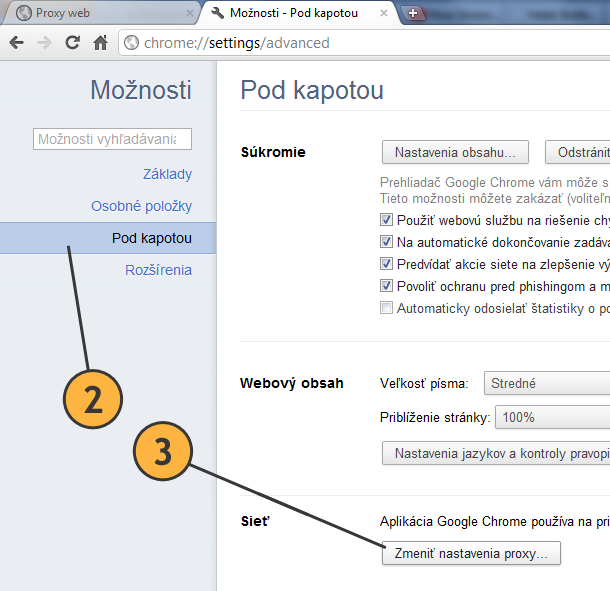 Proxy web
Možnosti - Pod kapotou
chrome://settings/advanced
Možnosti
Možnosti vyhľadávania
Základy
Osobné položky
Pod kapotou
Rozšírenia
2
3
Pod kapotou
Súkromie
Nastavenia obsahu...
Odstrániť
Prehliadač Google Chrome vám môže s
Tieto možnosti môžete zakázať (voliteľn
Použiť webovú službu na riešenie chy
Na automatické dokončovanie zadáva
Predvídať akcie siete na zlepšenie vý
Povoliť ochranu pred phishingom a m
Automaticky odosielať štatistiky o po
Webový obsah
Veľkosť písma:
Stredné
Priblíženie stránky:
100%
Nastavenia jazykov a kontroly pravopi
Sieť
Aplikácia Google Chrome používa na pri
Zmeniť nastavenia proxy...